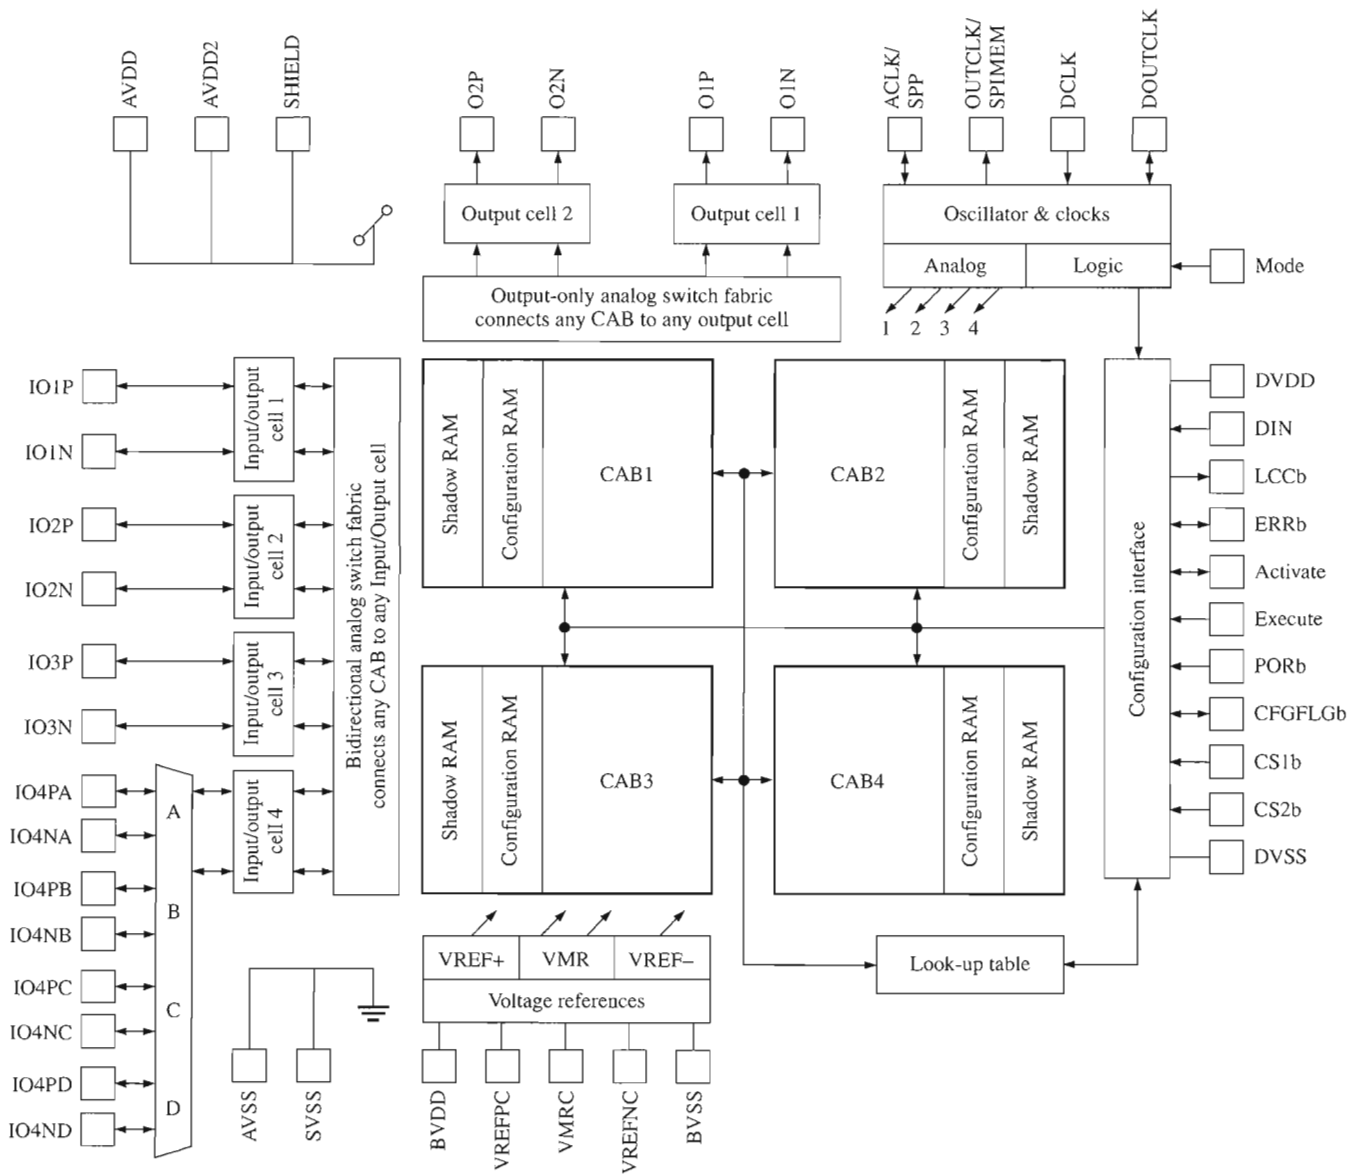 AVDD
AVDD2
SHIELD
O2P
O2N
O1P
O1N
ACLK/
SPP
OUTCLK/
SPIMEM
DCLK
DOUTCLK
Output cell 2
Output cell 1
Oscillator & clocks
Analog
Logic
Mode
1 2 3 4
Output-only analog switch fabric
connects any CAB to any output cell
IO1P
IO1N
IO2P
IO2N
IO3P
IO3N
IO4PA
IO4NA
IO4PB
IO4NB
IO4PC
IO4NC
IO4PD
IO4ND
A
B
C
D
Input/output
cell 1
Input/output
cell 2
Input/output
cell 3
Input/output
cell 4
Bidirectional analog switch fabric
connects any CAB to any Input/Output cell
Shadow RAM
Configuration RAM
CAB1
CAB2
Configuration RAM
Shadow RAM
Shadow RAM
Configuration RAM
CAB3
CAB4
Configuration RAM
Shadow RAM
Configuration interface
DVDD
DIN
LCCb
ERRb
Activate
Execute
PORb
CFGFLGb
CS1b
CS2b
DVSS
VREF+
VMR
VREF–
Voltage references
Look-up table
AVSS
SVSS
BVDD
VREFPC
VMRC
VREFNC
BVSS